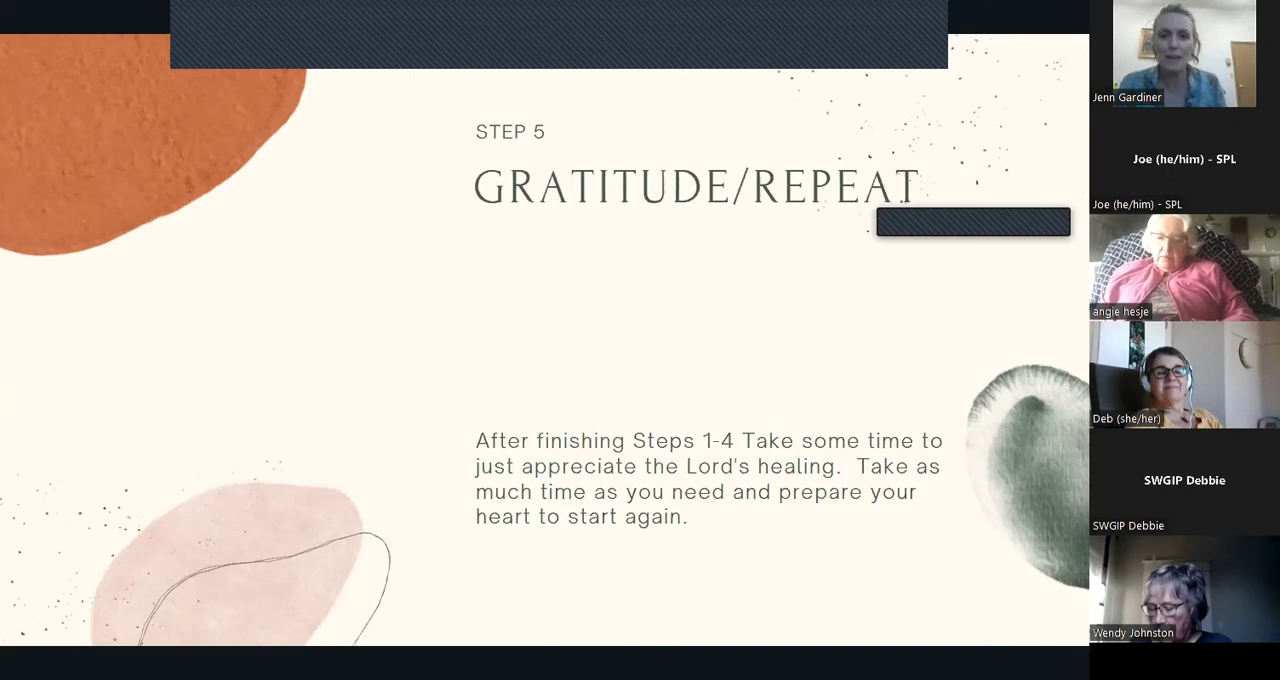 STEP 5
GRATITUDE/REPEAT
After finishing Steps 1-4 Take some time to
just appreciate the Lord's healing.  Take as
much time as you need and prepare your
heart to start again.
Jenn Gardiner
Joe (he/him) - SPL
Joe (he/him) - SPL
angie hesje
Deb (she/her)
SWGIP Debbie
SWGIP Debbie
Wendy Johnston